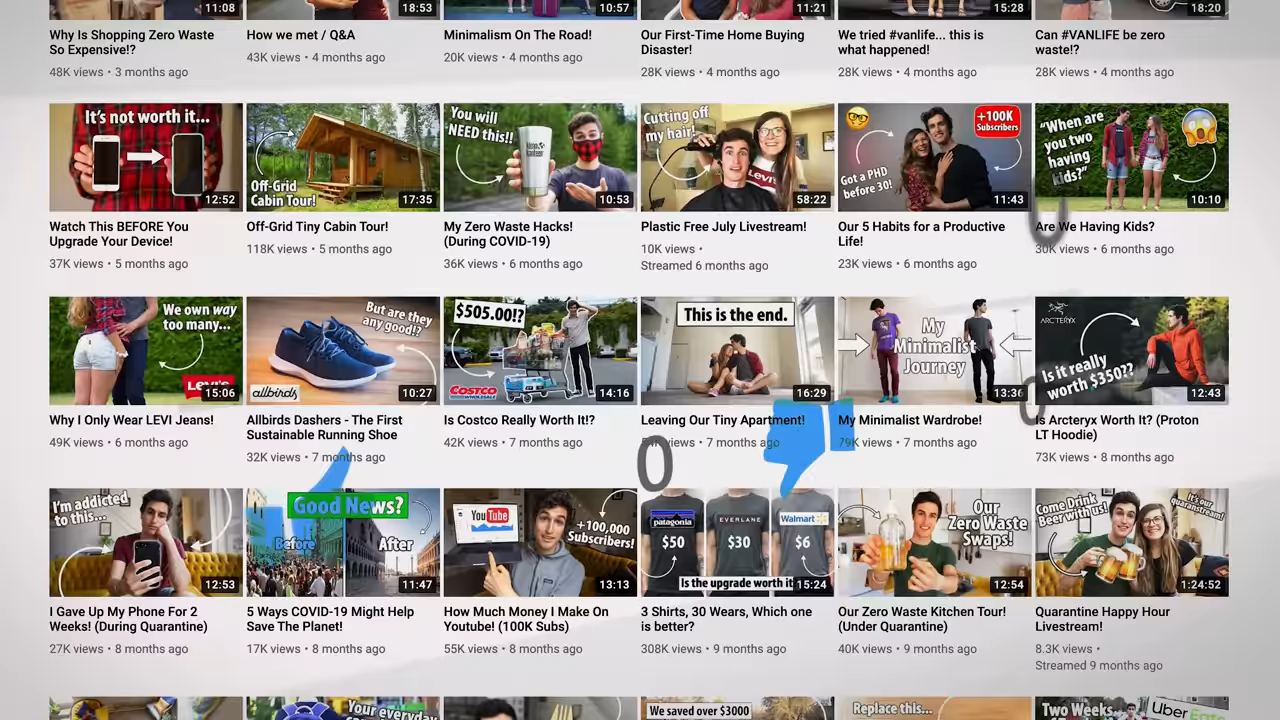 11:08
18:53
10:57
11:21
15:28
18:20
Why Is Shopping Zero Waste
So Expensive!?
48K views • 3 months ago
How we met / Q&A
43K views • 4 months ago
Minimalism On The Road!
20K views • 4 months ago
Our First-Time Home Buying
Disaster!
28K views • 4 months ago
We tried #vanlife... this is
what happened!
28K views • 4 months ago
Can #VANLIFE be zero
waste!?
28K views • 4 months ago
It's not worth it...
12:52
Off-Grid
Cabin Tour!
17:35
You will
NEED this!!
10:53
Cutting off
my hair!
Levi's
58:22
+100K
Subscribers
Got a PHD
before 30!
11:43
"When are
you two
having
kids?"
10:10
Watch This BEFORE You
Upgrade Your Device!
37K views • 5 months ago
Off-Grid Tiny Cabin Tour!
118K views • 5 months ago
My Zero Waste Hacks!
(During COVID-19)
36K views • 6 months ago
Plastic Free July Livestream!
10K views •
Streamed 6 months ago
Our 5 Habits for a Productive
Life!
23K views • 6 months ago
Are We Having Kids?
30K views • 6 months ago
0
We own way
too many...
Levi's
15:06
But are they
any good!?
allbirds
10:27
$505.00!?
COSTCO
WHOLESALE
14:16
This is the end.
16:29
My
Minimalist
Journey
13:36
ARC'TERYX
Is it really
worth $350??
12:43
0
Why I Only Wear LEVI Jeans!
49K views • 6 months ago
Allbirds Dashers - The First
Sustainable Running Shoe
32K views • 7 months ago
Is Costco Really Worth It!?
42K views • 7 months ago
Leaving Our Tiny Apartment!
views • 7 months ago
My Minimalist Wardrobe!
79K views • 7 months ago
Is Arcteryx Worth It? (Proton
LT Hoodie)
73K views • 8 months ago
0
I'm addicted
to this...
12:53
Good News?
Before
After
11:47
YouTube
+100,000
Subscribers!
13:13
patagonia
$50
EVERLANE
$30
Walmart
$6
Is the upgrade worth it
15:24
Our
Zero Waste
Swaps!
12:54
Come Drink
Beer with us!
it's our
quaranteam!
1:24:52
I Gave Up My Phone For 2
Weeks! (During Quarantine)
27K views • 8 months ago
5 Ways COVID-19 Might Help
Save The Planet!
17K views • 8 months ago
How Much Money I Make On
Youtube! (100K Subs)
55K views • 8 months ago
3 Shirts, 30 Wears, Which one
is better?
308K views • 9 months ago
Our Zero Waste Kitchen Tour!
(Under Quarantine)
40K views • 9 months ago
Quarantine Happy Hour
Livestream!
8.3K views •
Streamed 9 months ago
Your everyday
We saved over $3000
Replace this...
Two Weeks
Uber Eats